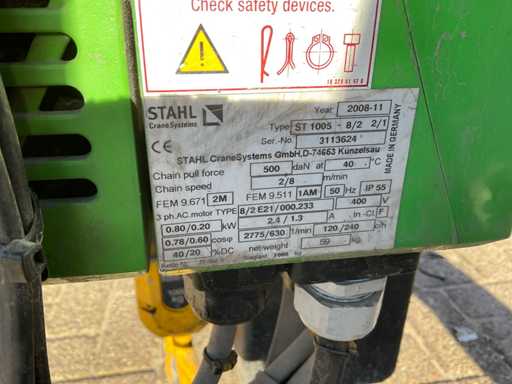 Check safety devices.
STAHL
CraneSystems
Year 2008-11
Type ST 1005 - 8/2 2/1
Ser.-No 3113624
STAHL CraneSystems GmbH,D-74653 Künzelsau
MADE IN GERMANY
CE
Chain pull force 500 daN at 40 °C
Chain speed 2/8 m/min
FEM 9.671 2M FEM 9.511 1AM 50 Hz IP 55
3 ph.AC.motor TYPE 8/2 E21/000.233 400 V
0.80/0.20 kW 2.4 / 1.3 A In.-Cl. F
0.78/0.60 cosφ 2775/630 1/min 120/240 c/h
40/20 %DC net-weight 59 kg